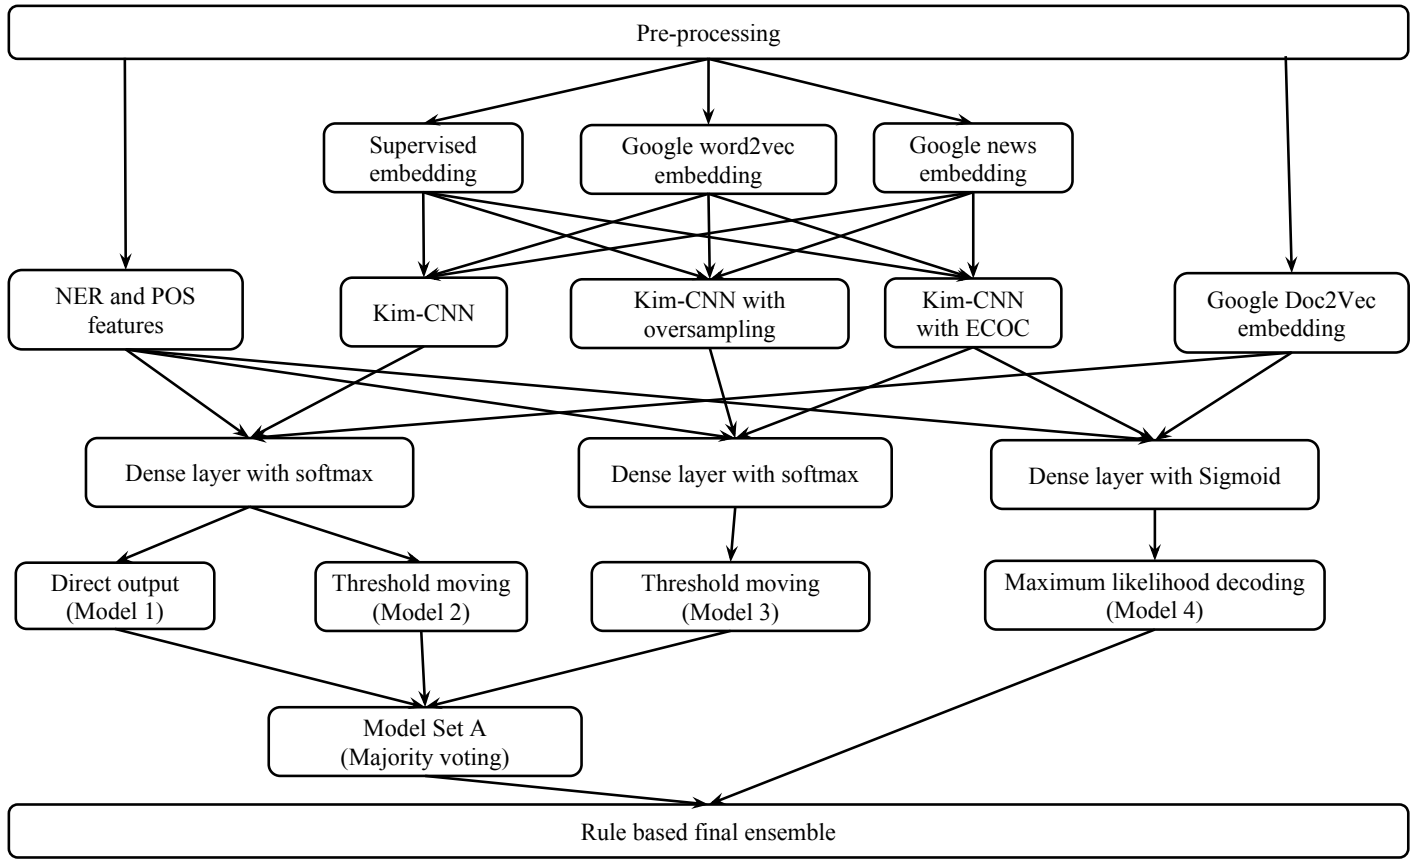 Pre-processing
Supervised
embedding
Google word2vec
embedding
Google news
embedding
NER and POS
features
Kim-CNN
Kim-CNN with
oversampling
Kim-CNN
with ECOC
Google Doc2Vec
embedding
Dense layer with softmax
Dense layer with softmax
Dense layer with Sigmoid
Direct output
(Model 1)
Threshold moving
(Model 2)
Threshold moving
(Model 3)
Maximum likelihood decoding
(Model 4)
Model Set A
(Majority voting)
Rule based final ensemble